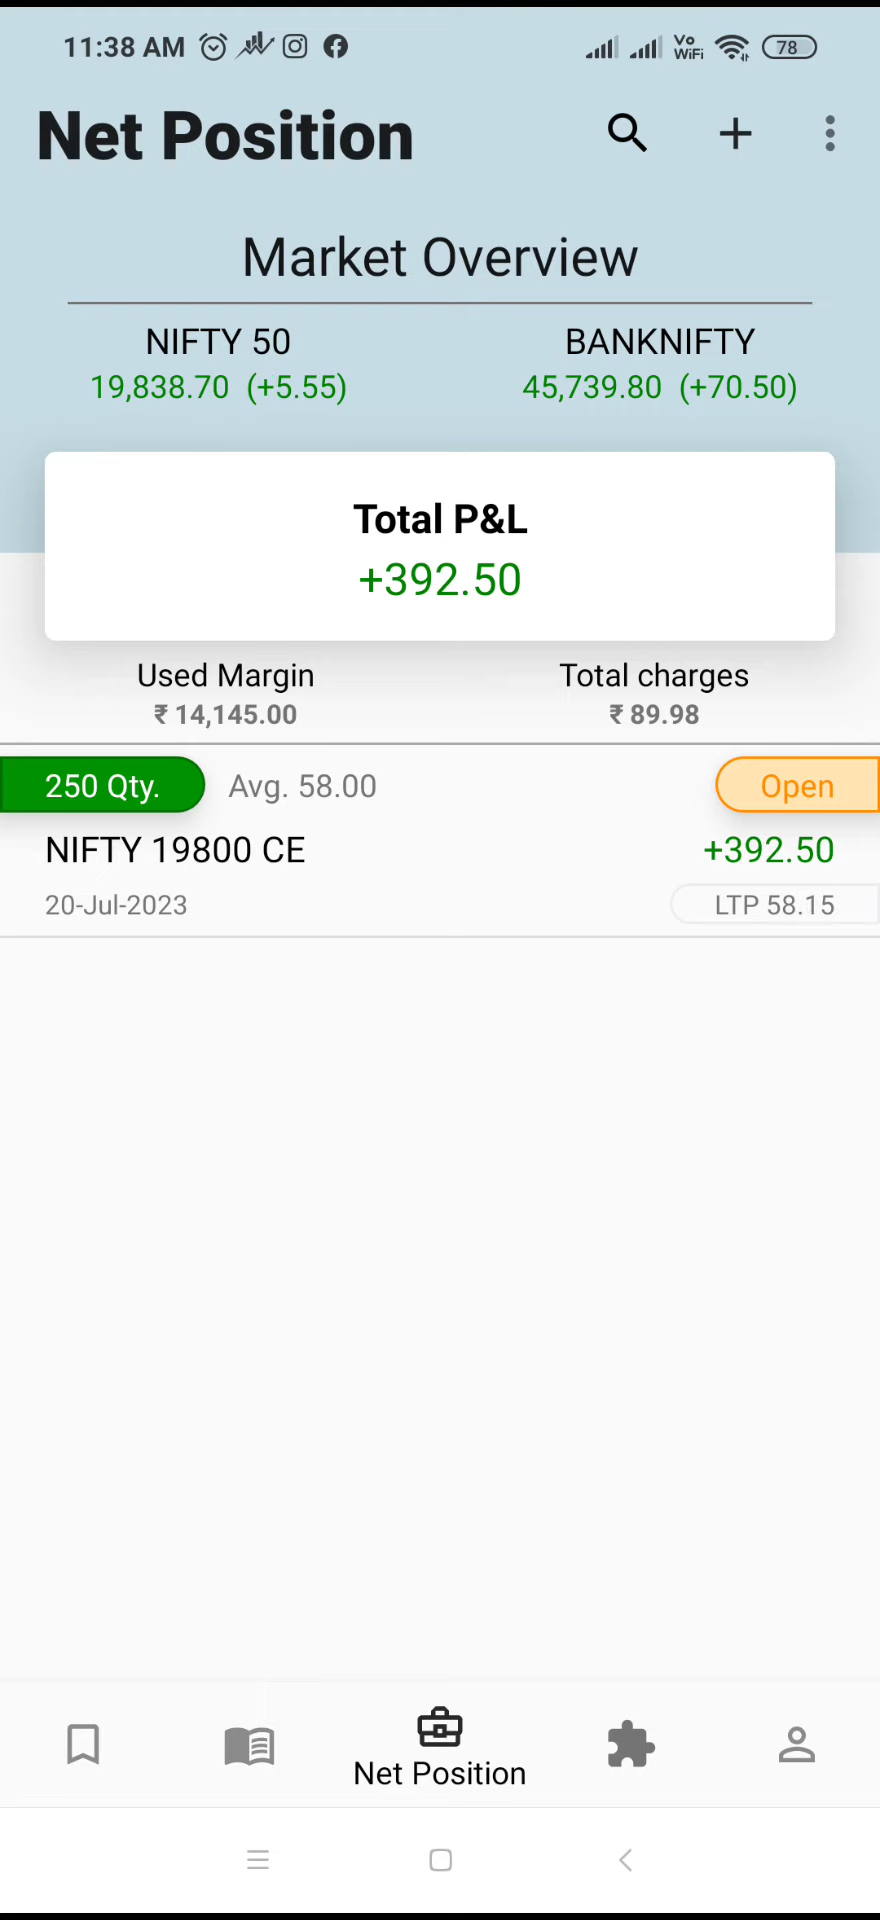 11:38 AM
Vo
WiFi
78
Net Position
Market Overview
NIFTY 50
BANKNIFTY
19,838.70 (+5.55)
45,739.80 (+70.50)
Total P&L
+392.50
Used Margin
Total charges
₹ 14,145.00
₹ 89.98
250 Qty.
Avg. 58.00
Open
NIFTY 19800 CE
+392.50
20-Jul-2023
LTP 58.15
Net Position